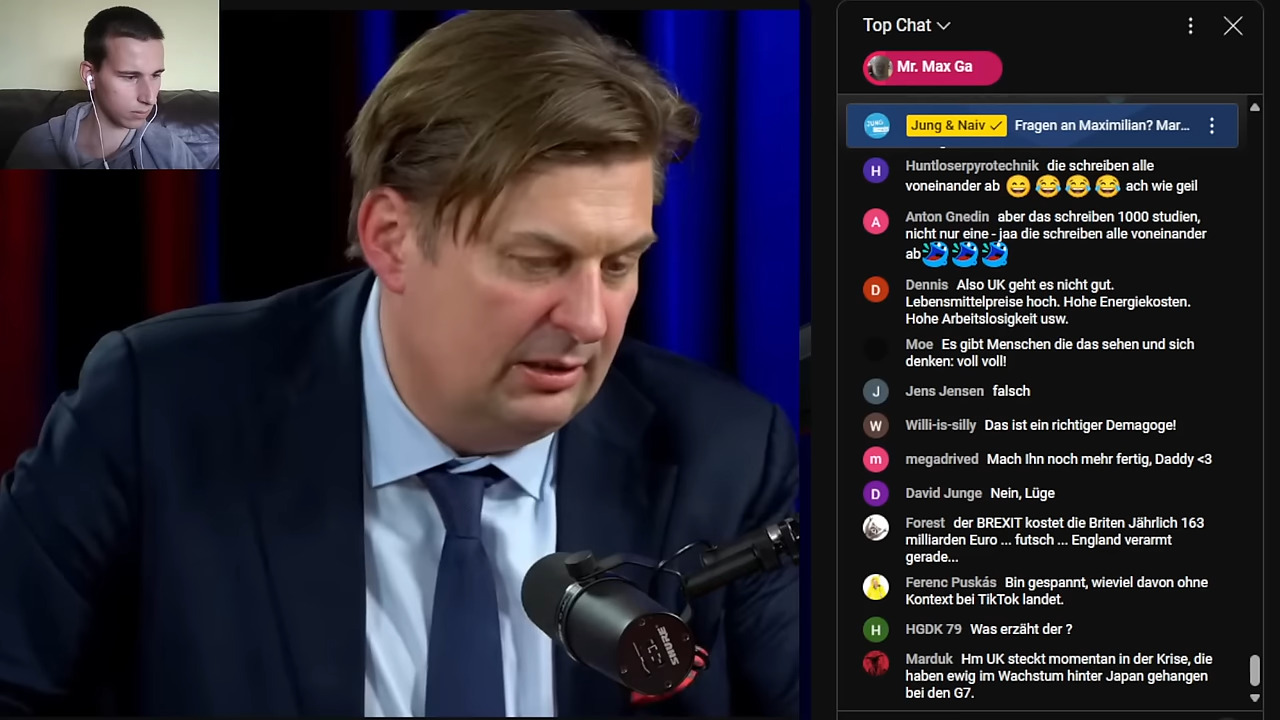 Top Chat
Mr. Max Ga
Jung & Naiv Fragen an Maximilian? Mar...
Huntloserpyrotechnik die schreiben alle
voneinander ab 😄 😂 😂 😂 ach wie geil
Anton Gnedin aber das schreiben 1000 studien,
nicht nur eine - jaa die schreiben alle voneinander
ab
Dennis Also UK geht es nicht gut.
Lebensmittelpreise hoch. Hohe Energiekosten.
Hohe Arbeitslosigkeit usw.
Moe Es gibt Menschen die das sehen und sich
denken: voll voll!
Jens Jensen falsch
Willi-is-silly Das ist ein richtiger Demagoge!
megadrived Mach Ihn noch mehr fertig, Daddy <3
David Junge Nein, Lüge
Forest der BREXIT kostet die Briten Jährlich 163
milliarden Euro ... futsch ... England verarmt
gerade...
Ferenc Puskás Bin gespannt, wieviel davon ohne
Kontext bei TikTok landet.
HGDK 79 Was erzählt der ?
Marduk Hm UK steckt momentan in der Krise, die
haben ewig im Wachstum hinter Japan gehangen
bei den G7.
H
A
D
J
W
m
D
H
SHURE